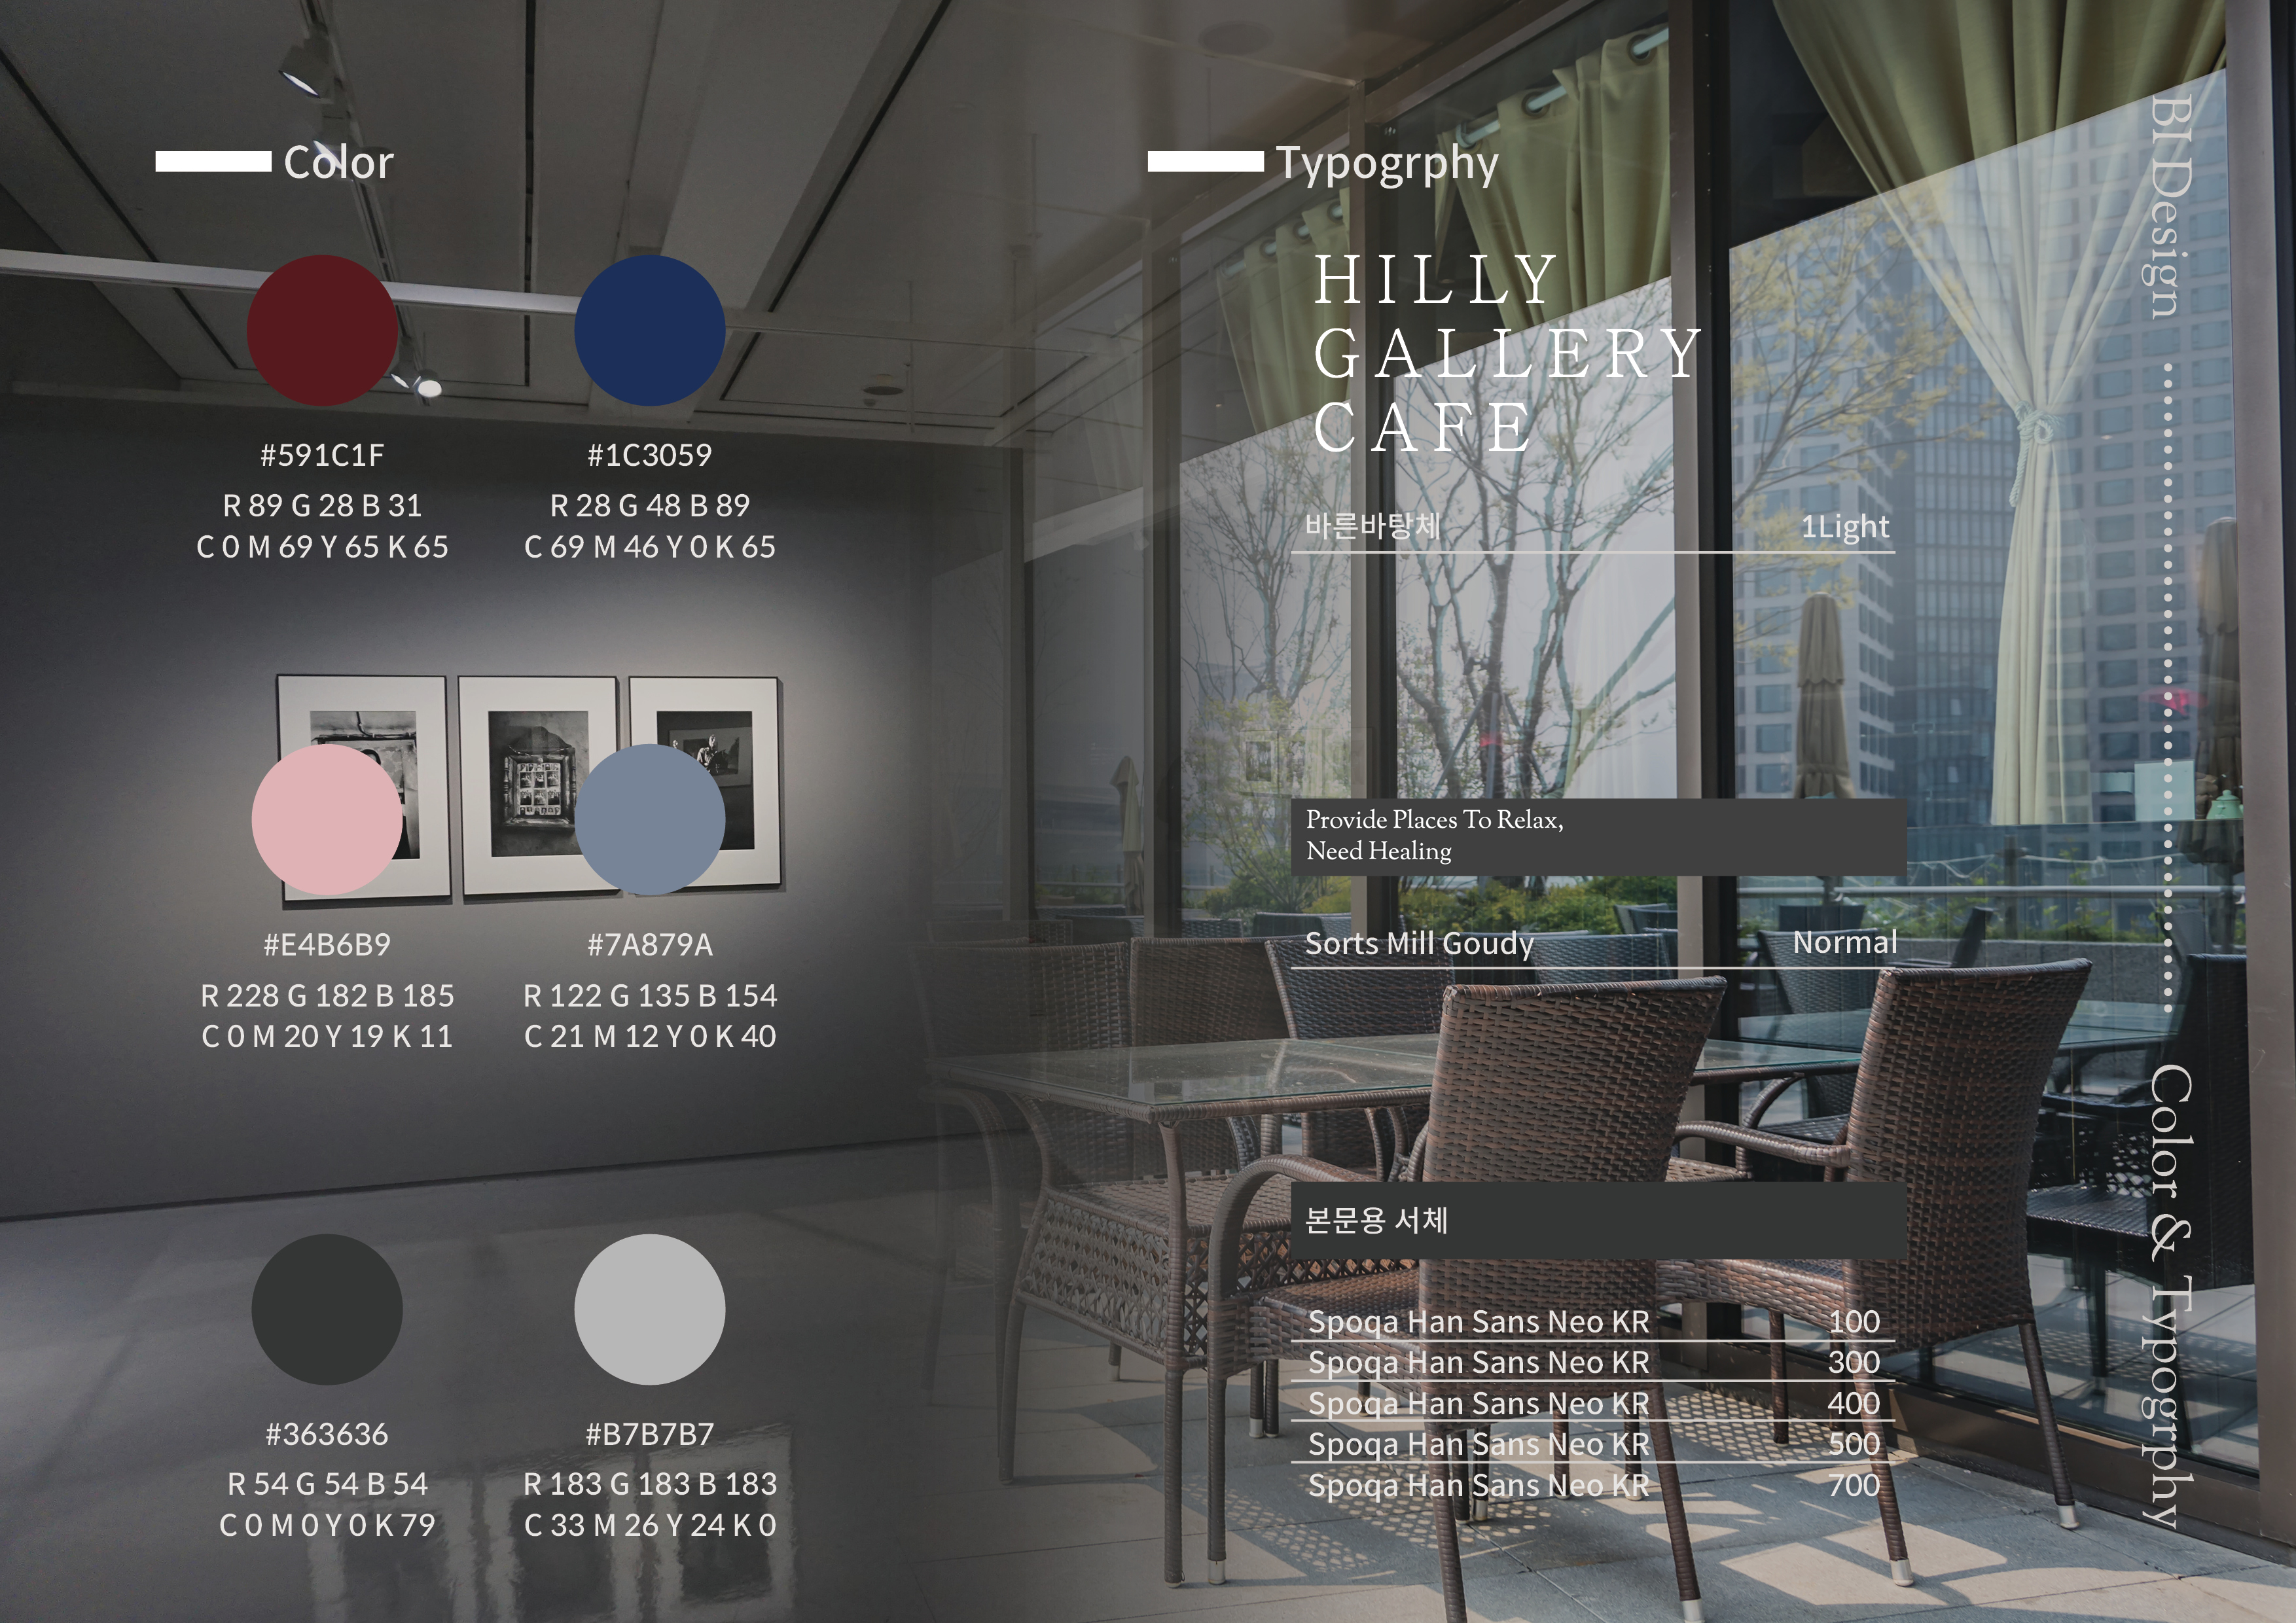 Color
#591C1F
R 89 G 28 B 31
C 0 M 69 Y 65 K 65
#1C3059
R 28 G 48 B 89
C 69 M 46 Y 0 K 65
#E4B6B9
R 228 G 182 B 185
C 0 M 20 Y 19 K 11
#7A879A
R 122 G 135 B 154
C 21 M 12 Y 0 K 40
#363636
R 54 G 54 B 54
C 0 M 0 Y 0 K 79
#B7B7B7
R 183 G 183 B 183
C 33 M 26 Y 24 K 0
Typogrphy
HILLY
GALLERY
CAFE
바른바탕체 1Light
Provide Places To Relax,
Need Healing
Sorts Mill Goudy Normal
본문용 서체
Spoqa Han Sans Neo KR 100
Spoqa Han Sans Neo KR 300
Spoqa Han Sans Neo KR 400
Spoqa Han Sans Neo KR 500
Spoqa Han Sans Neo KR 700
BI Design
Color & Typogrphy